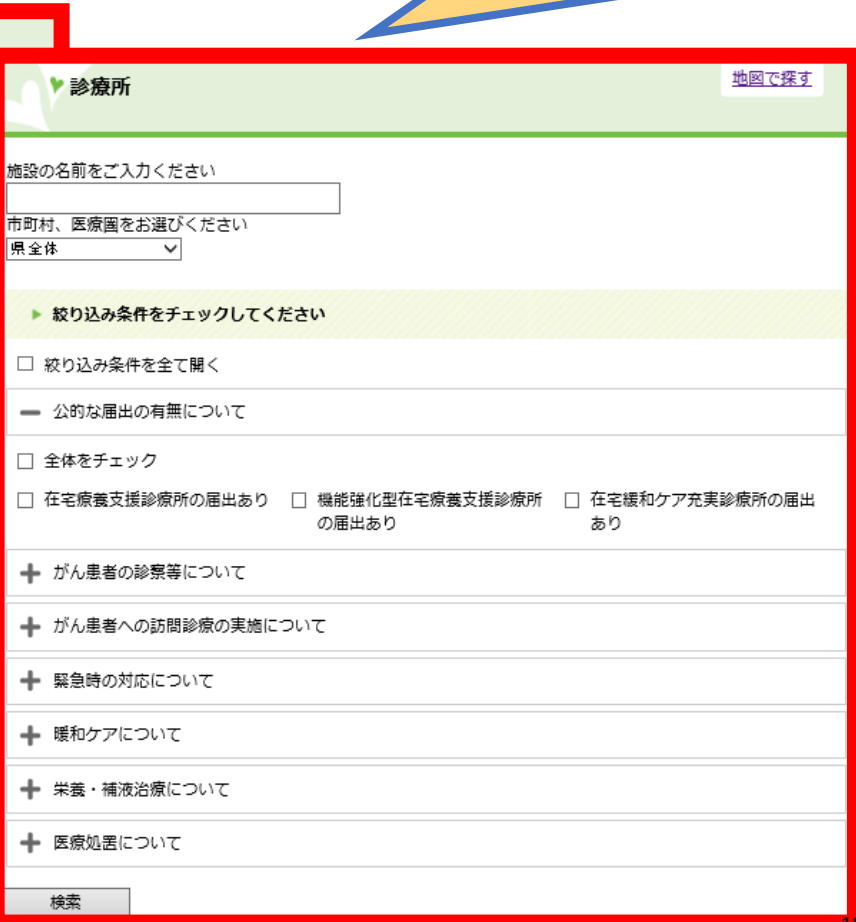 診療所
地図で探す
施設の名前をご入力ください
市町村、医療圏をお選びください
県全体
絞り込み条件をチェックしてください
絞り込み条件を全て開く
公的な届出の有無について
全体をチェック
在宅療養支援診療所の届出あり
機能強化型在宅療養支援診療所
の届出あり
在宅緩和ケア充実診療所の届出
あり
がん患者の診察等について
がん患者への訪問診療の実施について
緊急時の対応について
暖和ケアについて
栄養・補液治療について
医療処置について
検索